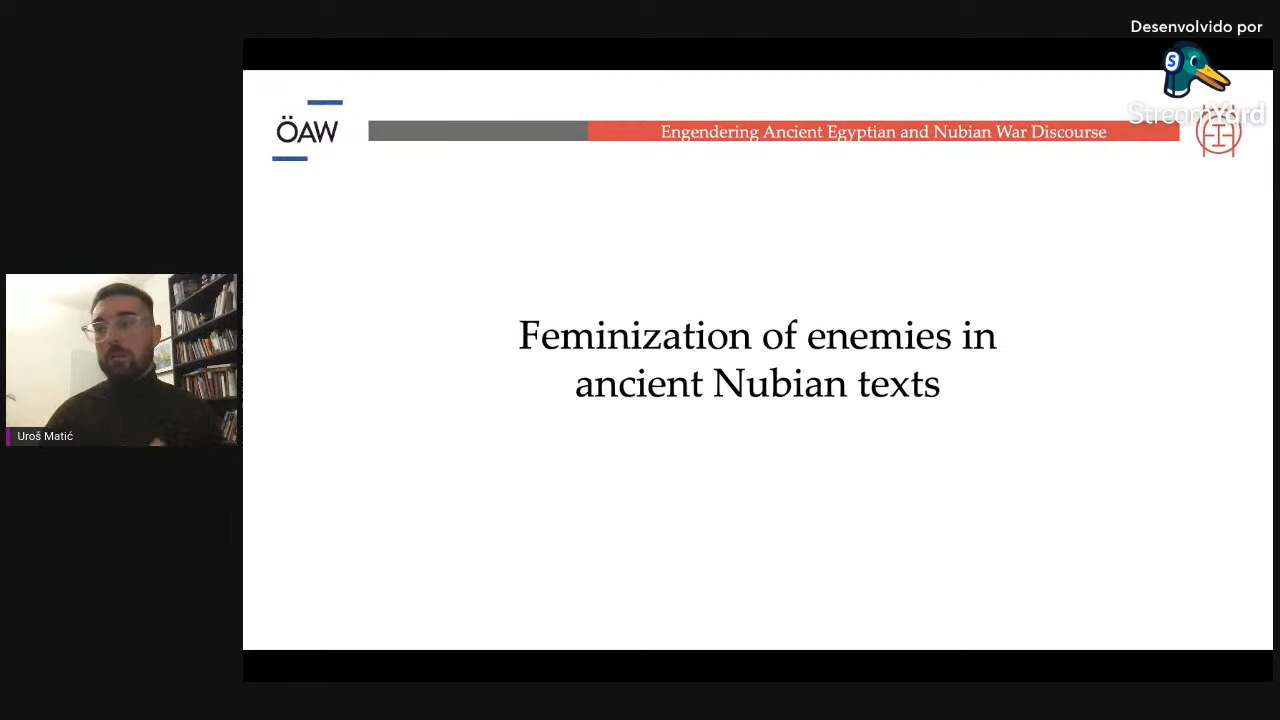 Desenvolvido por
StreamYard
ÖAW
Engendering Ancient Egyptian and Nubian War Discourse
Feminization of enemies in
ancient Nubian texts
Uroš Matić